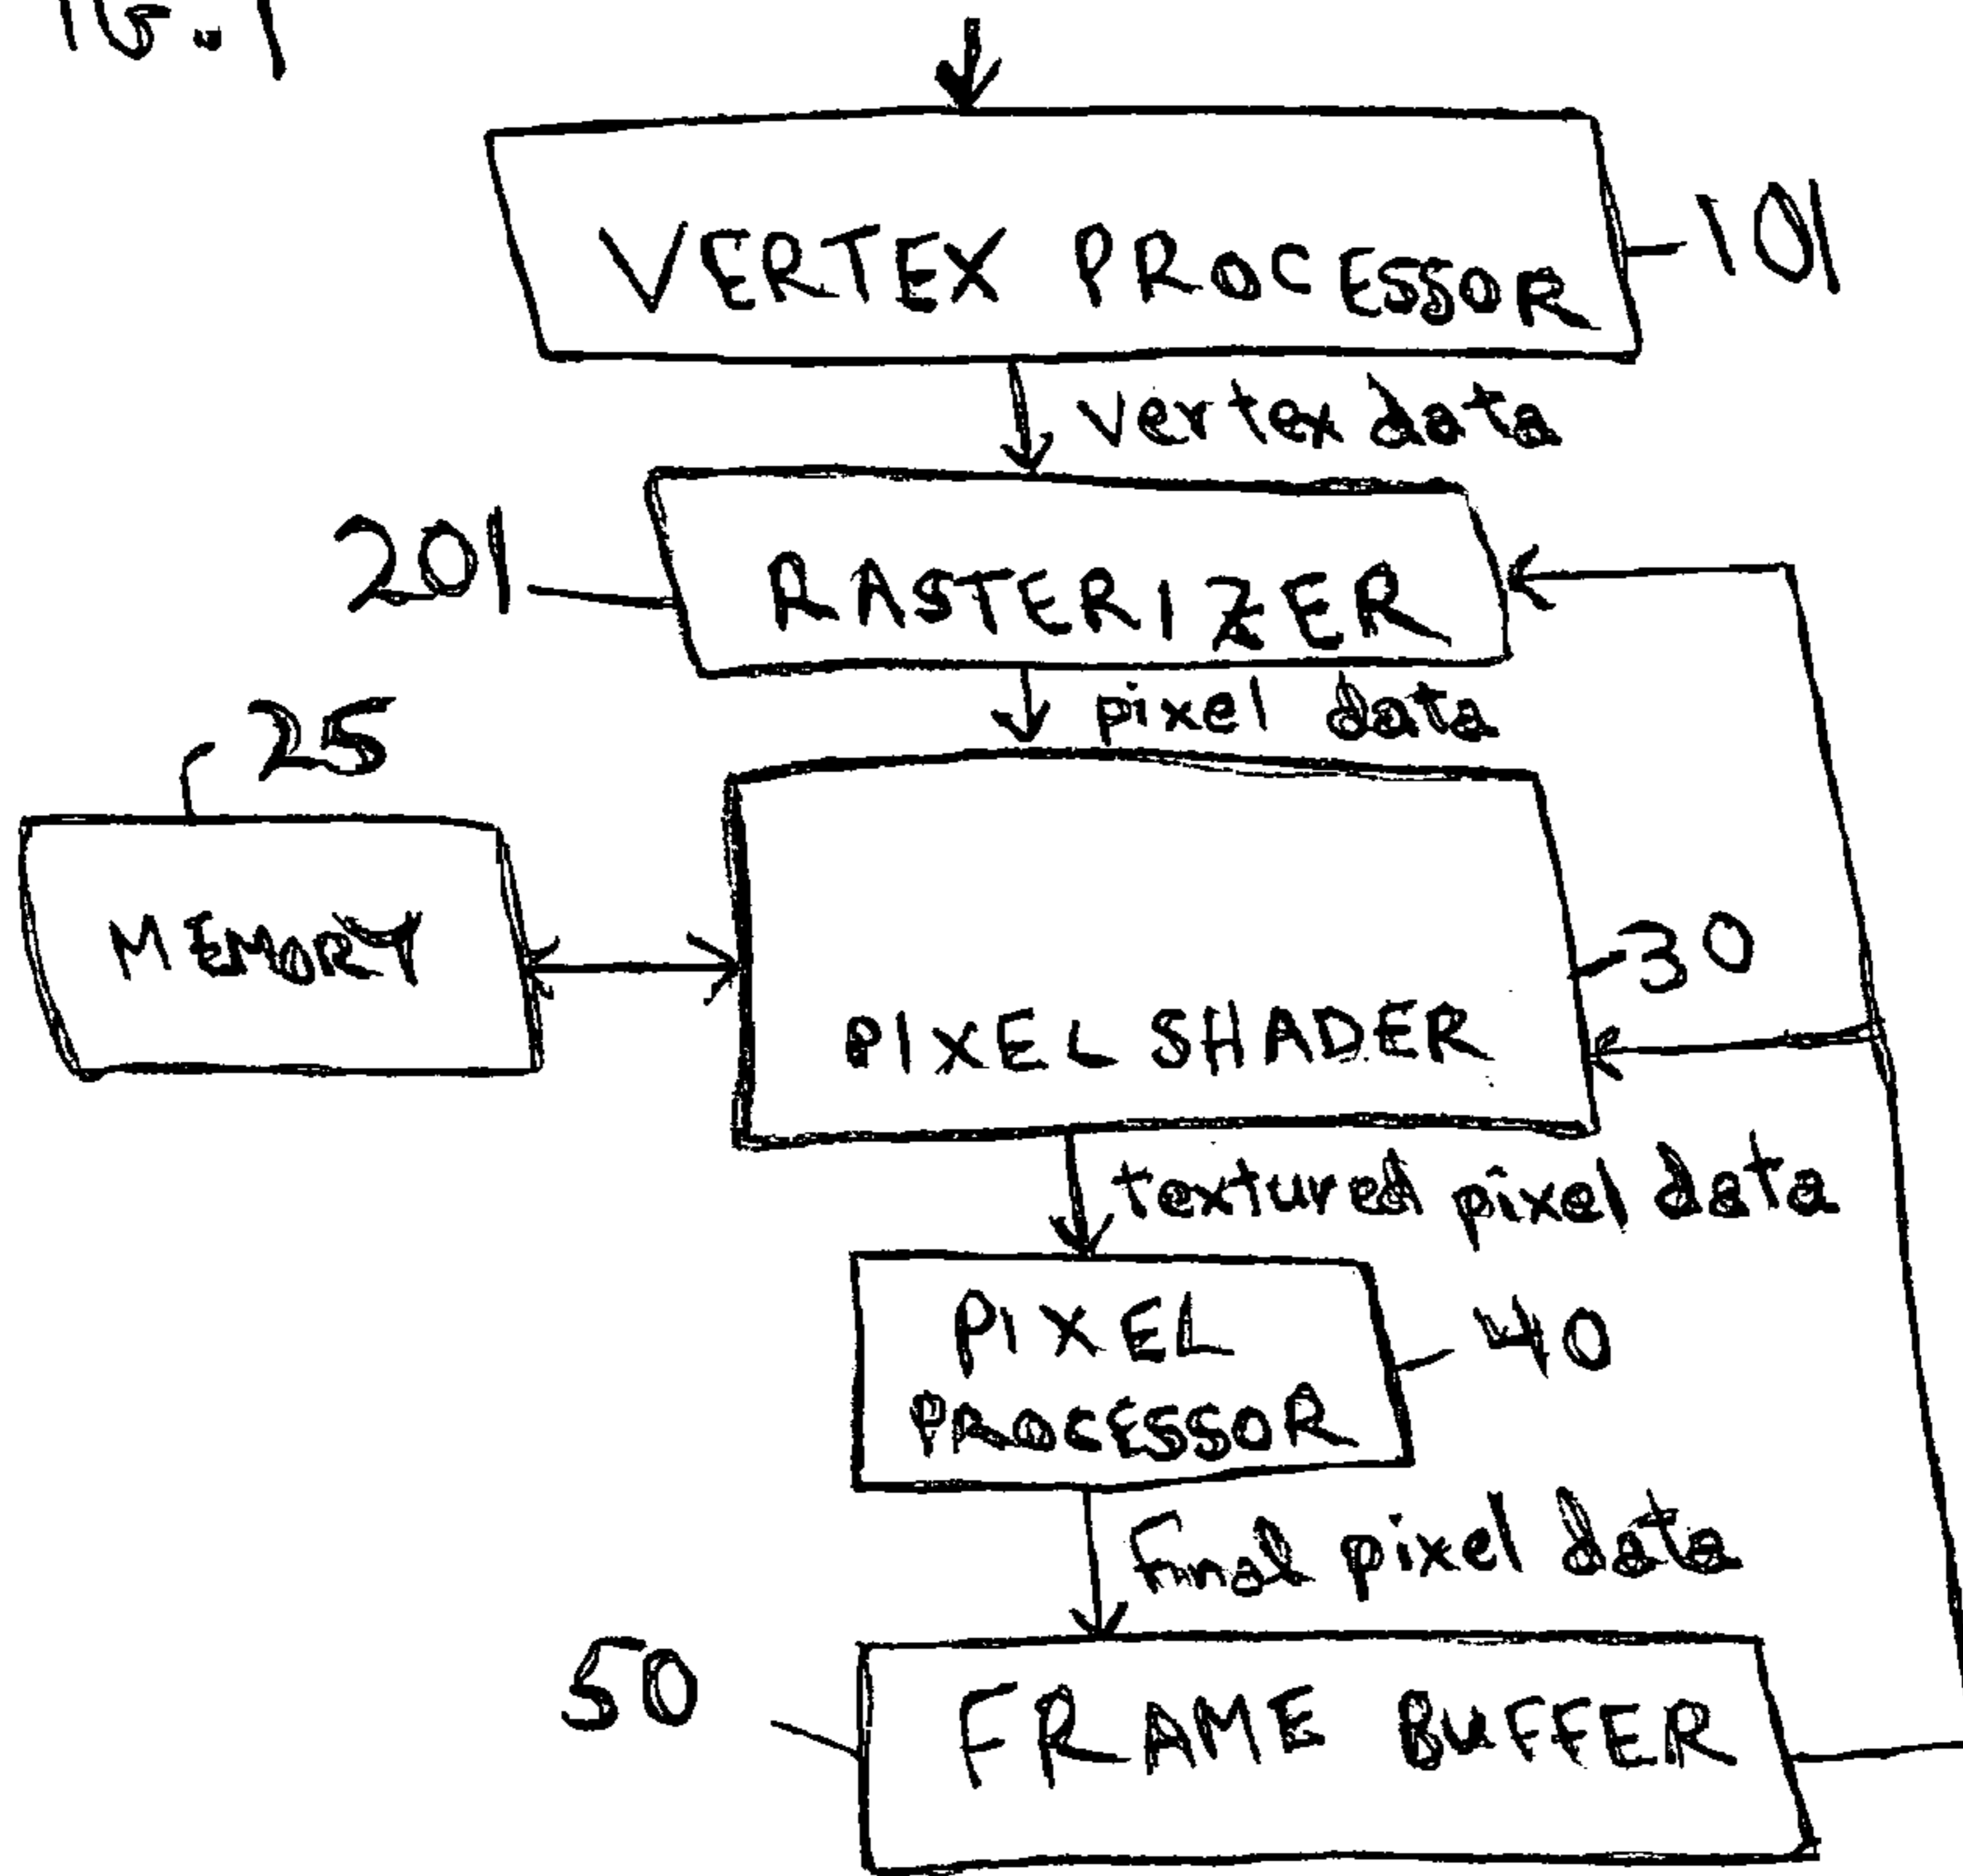 VERTEX PROCESSOR
101
vertex data
201
RASTERIZER
pixel data
25
MEMORY
30
PIXEL SHADER
textured pixel data
PIXEL
PROCESSOR
40
Final pixel data
50
FRAME BUFFER